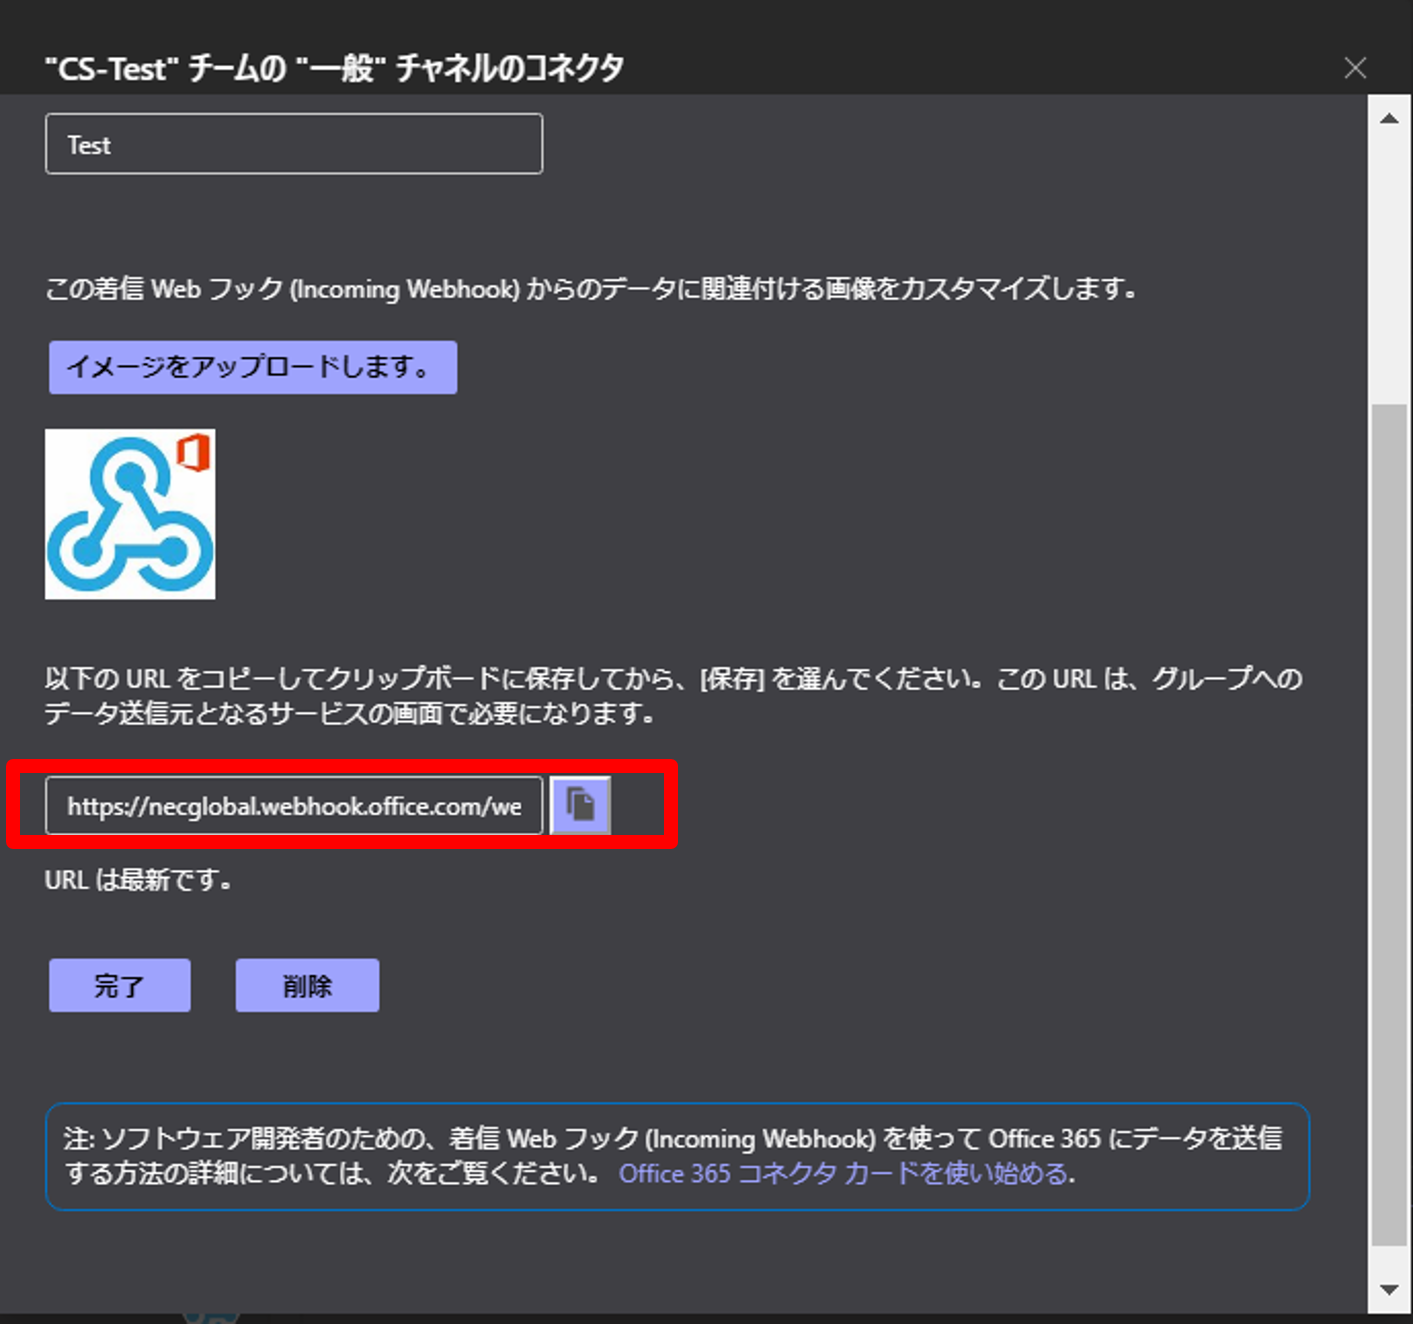 "CS-Test" チームの "一般" チャネルのコネクタ
Test
この着信 Web フック (Incoming Webhook) からのデータに関連付ける画像をカスタマイズします。
イメージをアップロードします。
以下の URL をコピーしてクリップボードに保存してから、[保存] を選んでください。この URL は、グループへの
データ送信元となるサービスの画面で必要になります。
https://necglobal.webhook.office.com/we
URL は最新です。
完了 削除
注: ソフトウェア開発者のための、着信 Web フック (Incoming Webhook) を使って Office 365 にデータを送信
する方法の詳細については、次をご覧ください。 Office 365 コネクタ カードを使い始める.